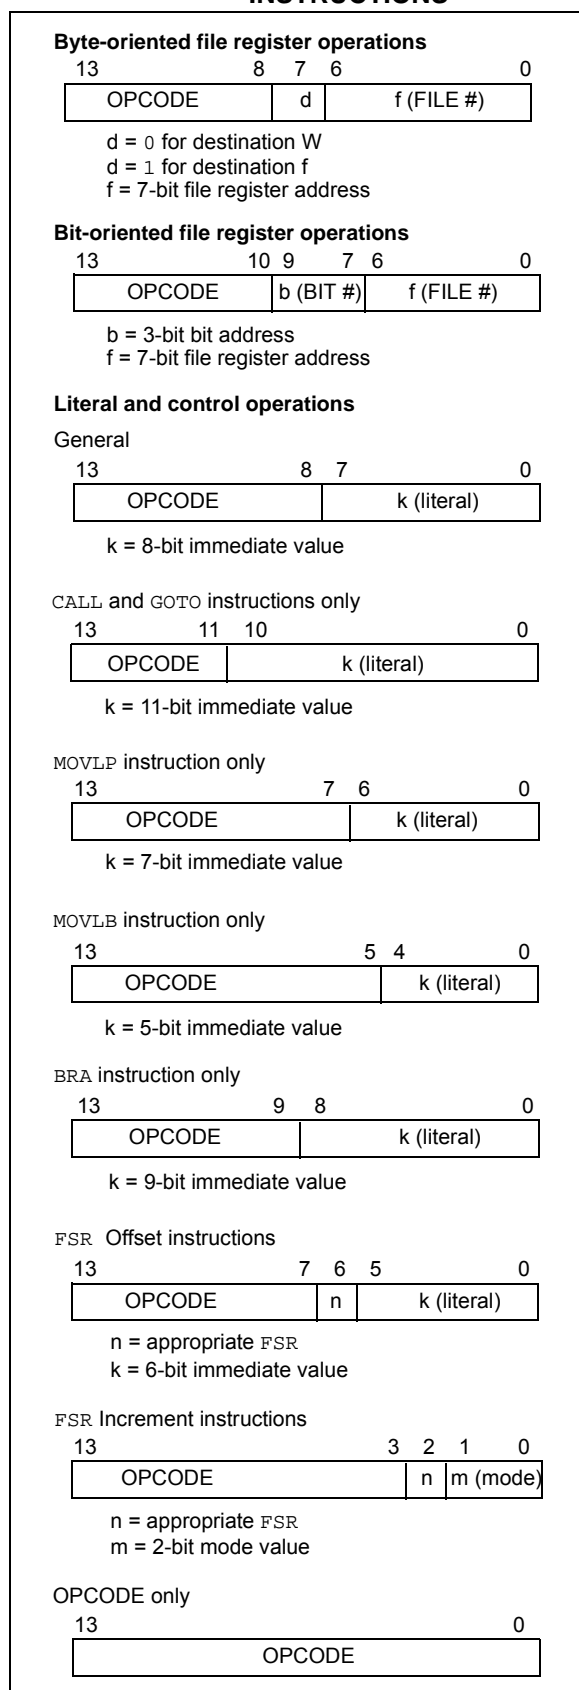 INSTRUCTIONS
Byte-oriented file register operations
13 8 7 6 0
OPCODE d f (FILE #)
d = 0 for destination W
d = 1 for destination f
f = 7-bit file register address
Bit-oriented file register operations
13 10 9 7 6 0
OPCODE b (BIT #) f (FILE #)
b = 3-bit bit address
f = 7-bit file register address
Literal and control operations
General
13 8 7 0
OPCODE k (literal)
k = 8-bit immediate value
CALL and GOTO instructions only
13 11 10 0
OPCODE k (literal)
k = 11-bit immediate value
MOVLP instruction only
13 7 6 0
OPCODE k (literal)
k = 7-bit immediate value
MOVLB instruction only
13 5 4 0
OPCODE k (literal)
k = 5-bit immediate value
BRA instruction only
13 9 8 0
OPCODE k (literal)
k = 9-bit immediate value
FSR Offset instructions
13 7 6 5 0
OPCODE n k (literal)
n = appropriate FSR
k = 6-bit immediate value
FSR Increment instructions
13 3 2 1 0
OPCODE n m (mode)
n = appropriate FSR
m = 2-bit mode value
OPCODE only
13 0
OPCODE